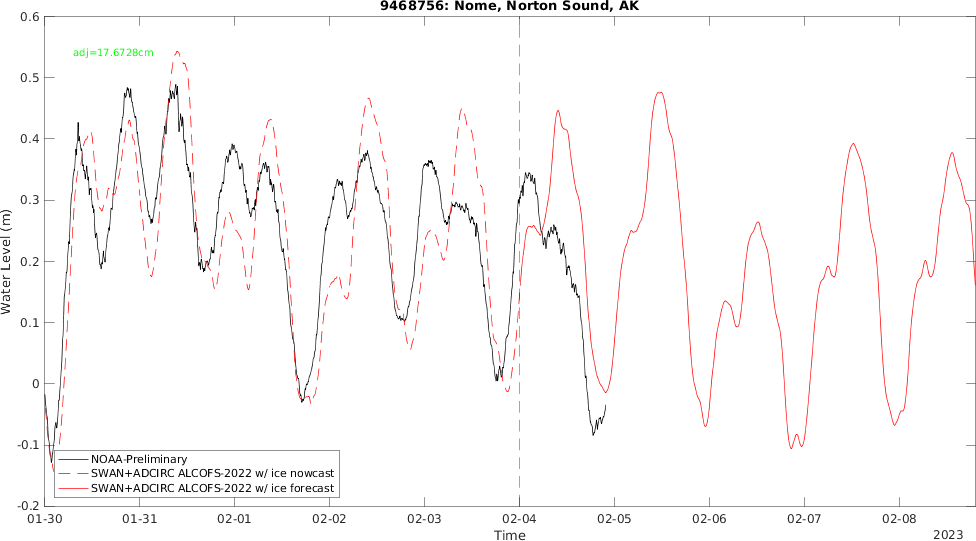 9468756: Nome, Norton Sound, AK
adj=17.6728cm
Water Level (m)
0.6
0.5
0.4
0.3
0.2
0.1
0
-0.1
-0.2
NOAA-Preliminary
SWAN+ADCIRC ALCOFS-2022 w/ ice nowcast
SWAN+ADCIRC ALCOFS-2022 w/ ice forecast
01-30 01-31 02-01 02-02 02-03 02-04 02-05 02-06 02-07 02-08
Time
2023